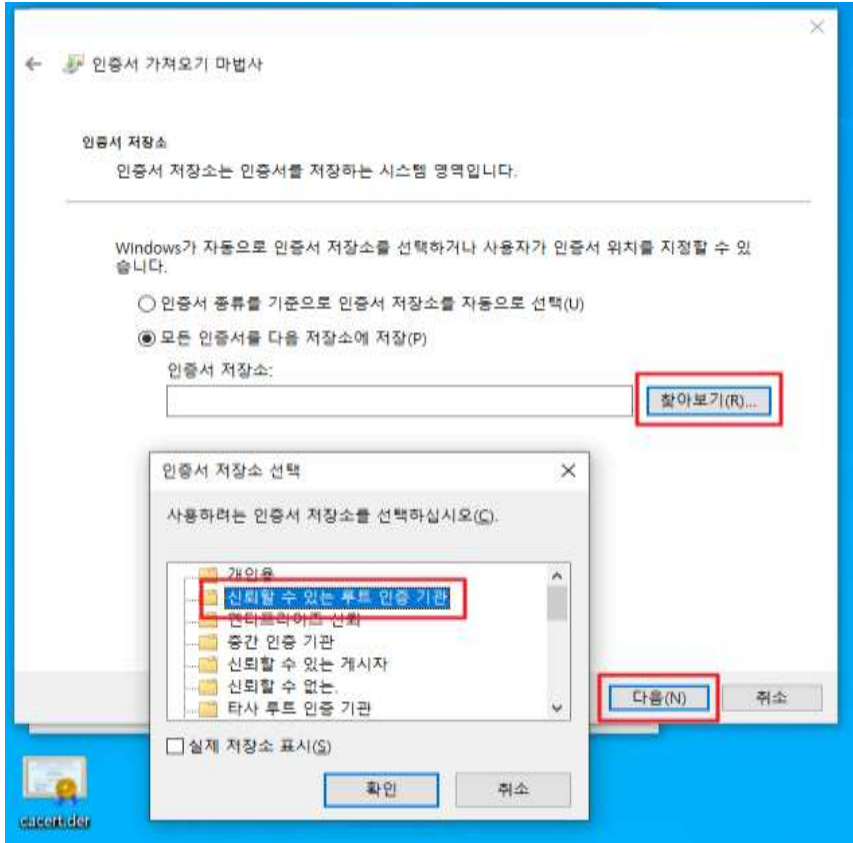 인증서 가져오기 마법사
인증서 저장소
인증서 저장소는 인증서를 저장하는 시스템 영역입니다.
Windows가 자동으로 인증서 저장소를 선택하거나 사용자가 인증서 위치를 지정할 수 있
습니다.
인증서 종류를 기준으로 인증서 저장소를 자동으로 선택(U)
모든 인증서를 다음 저장소에 저장(P)
인증서 저장소:
찾아보기(R)...
인증서 저장소 선택
사용하려는 인증서 저장소를 선택하십시오(C).
개인용
신뢰할 수 있는 루트 인증 기관
엔터프라이즈 신뢰
중간 인증 기관
신뢰할 수 있는 게시자
신뢰할 수 없는.
타사 루트 인증 기관
실제 저장소 표시(S)
확인
취소
다음(N)
취소
cacert.der